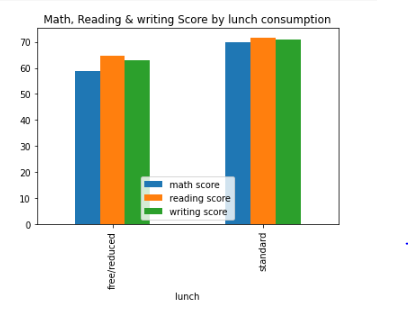 Math, Reading & writing Score by lunch consumption
70
60
50
40
30
20
10
0
math score
reading score
writing score
free/reduced
standard
lunch